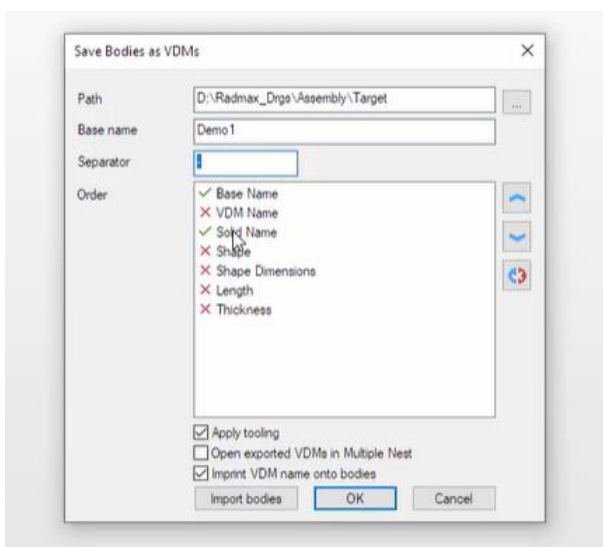 Save Bodies as VDMs
Path D:\Radmax_Drgs\Assembly\Target ...
Base name Demo1
Separator
Order
Base Name
VDM Name
Solid Name
Shape
Shape Dimensions
Length
Thickness
Apply tooling
Open exported VDMs in Multiple Nest
Imprint VDM name onto bodies
Import bodies OK Cancel